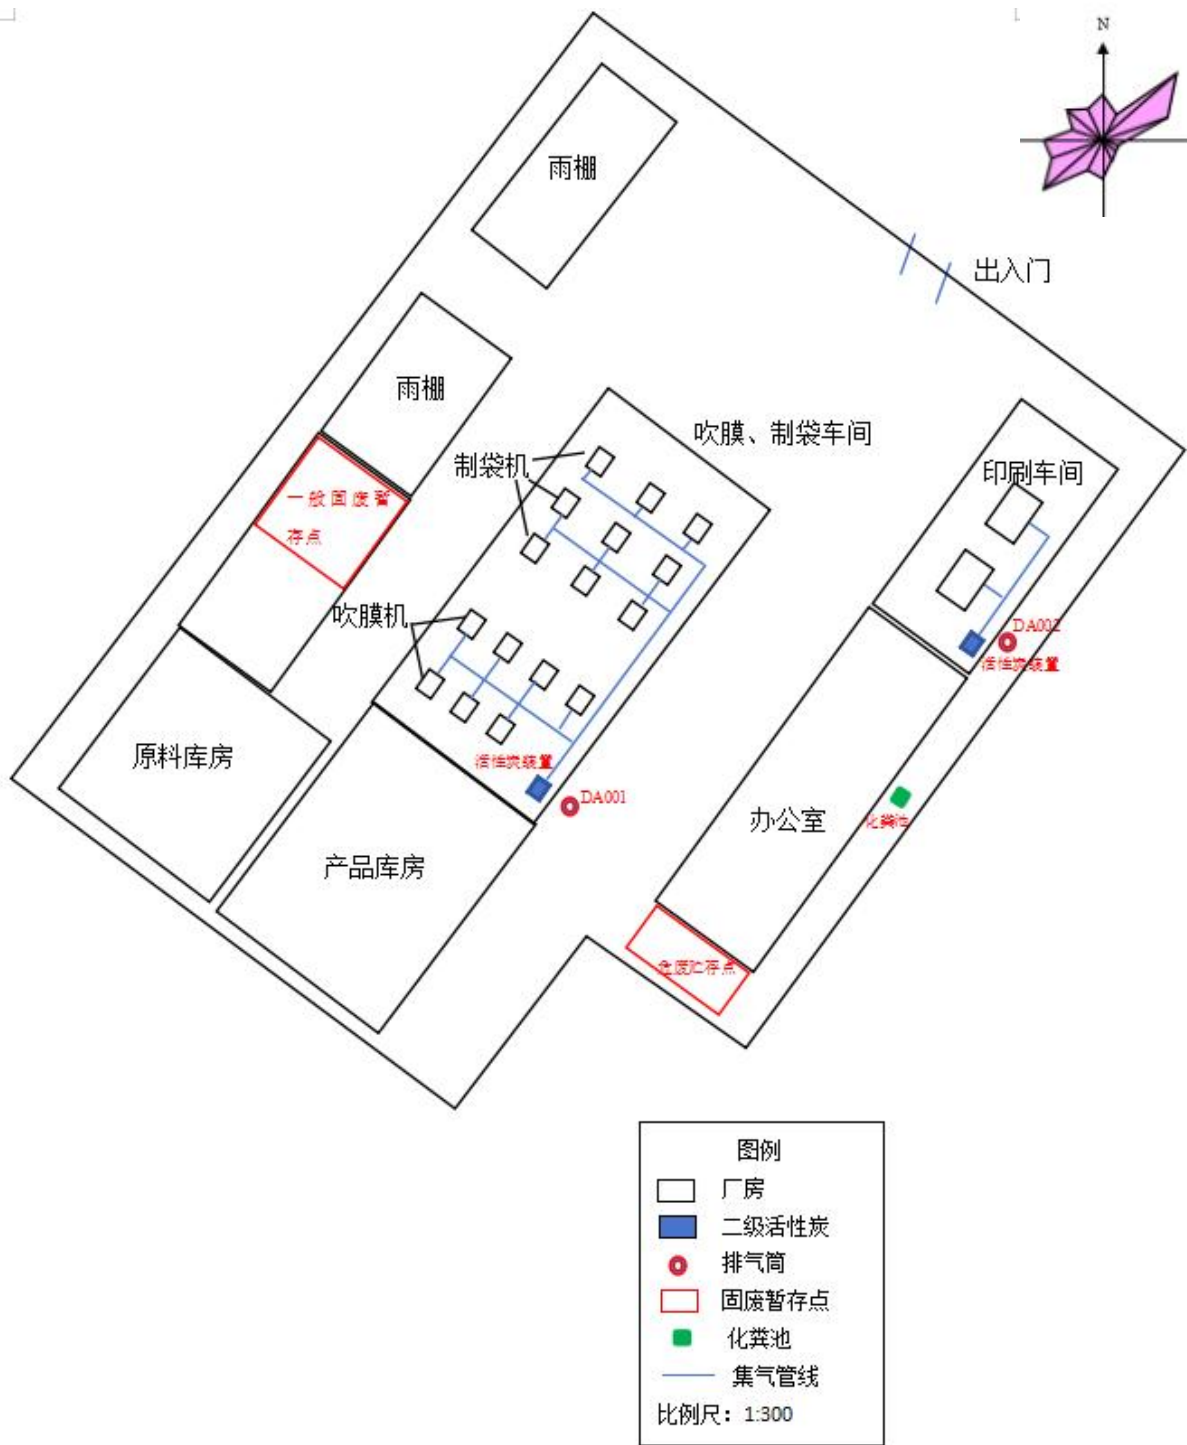 N
雨棚
出入门
雨棚
吹膜、制袋车间
制袋机
印刷车间
一般固废暂
存点
吹膜机
DA002
活性炭装置
原料库房
活性炭装置
DA001
办公室
化粪池
产品库房
危废贮存点
图例
厂房
二级活性炭
排气筒
固废暂存点
化粪池
集气管线
比例尺：1:300